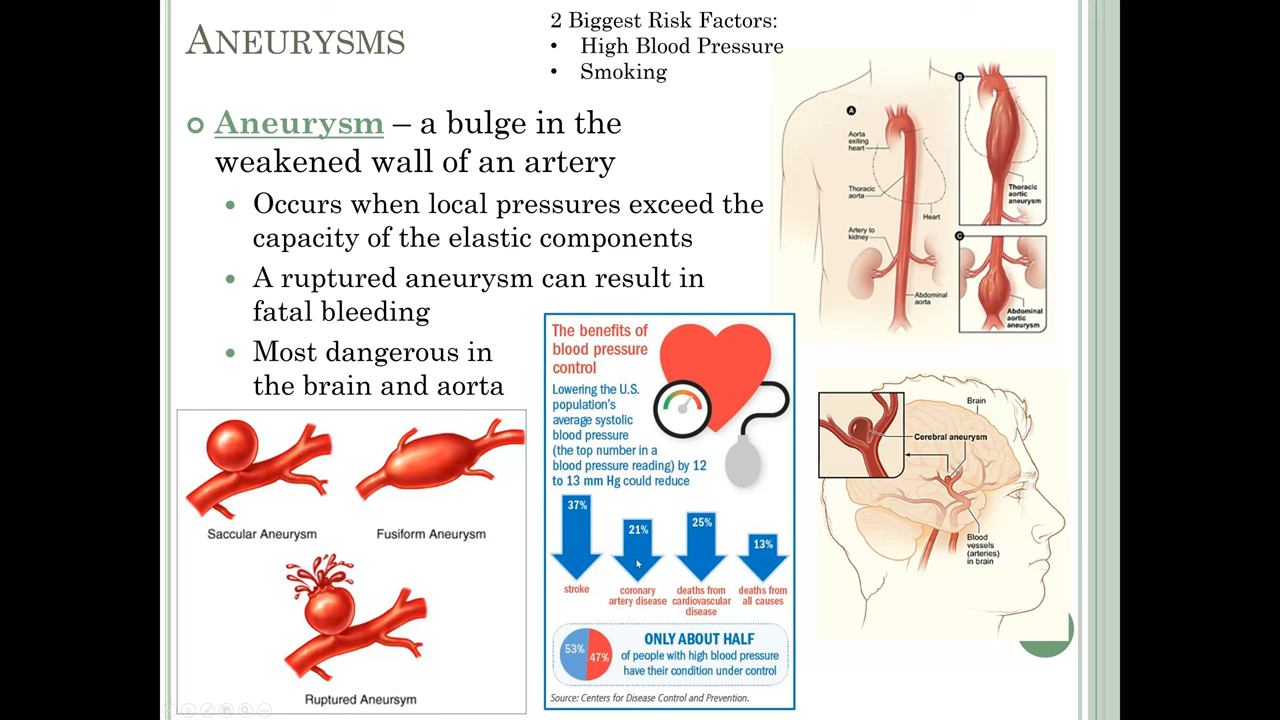 ANEURYSMS
2 Biggest Risk Factors:
• High Blood Pressure
• Smoking
Aneurysm – a bulge in the
weakened wall of an artery
• Occurs when local pressures exceed the
capacity of the elastic components
• A ruptured aneurysm can result in
fatal bleeding
• Most dangerous in
the brain and aorta
Saccular Aneurysm
Fusiform Aneurysm
Ruptured Aneursym
The benefits of
blood pressure
control
Lowering the U.S.
population's
average systolic
blood pressure
(the top number in a
blood pressure reading) by 12
to 13 mm Hg could reduce
37%
21%
25%
13%
stroke
coronary
artery disease
deaths from
cardiovascular
disease
deaths from
all causes
53%
47%
ONLY ABOUT HALF
of people with high blood pressure
have their condition under control
Source: Centers for Disease Control and Prevention.
A
Aorta
exiting
heart
Thoracic
aorta
Heart
Artery to
kidney
Abdominal
aorta
B
Thoracic
aortic
aneurysm
C
Abdominal
aortic
aneurysm
Brain
Cerebral aneurysm
Blood
vessels
(arteries)
in brain